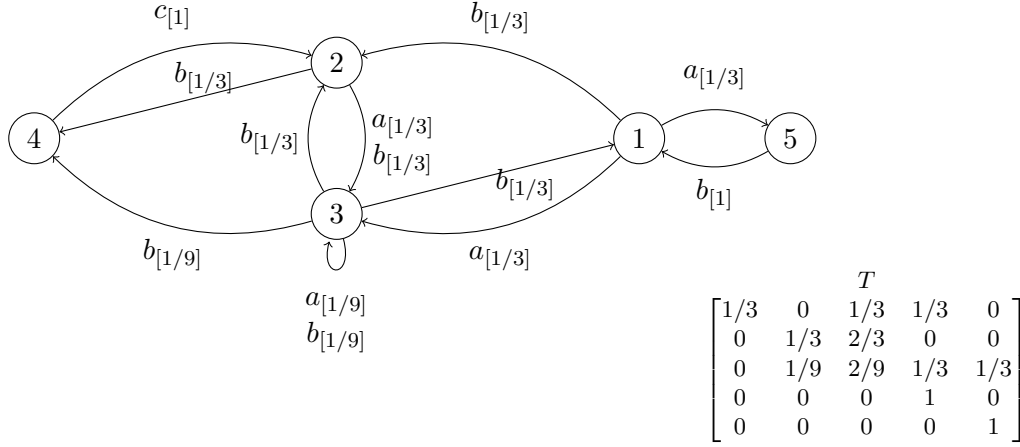 c[1]
b[1/3]
2
a[1/3]
b[1/3]
4
b[1/3]
a[1/3]
b[1/3]
1
5
b[1/3]
b[1]
3
b[1/9]
a[1/3]
a[1/9]
b[1/9]
T
1/3 0 1/3 1/3 0
0 1/3 2/3 0 0
0 1/9 2/9 1/3 1/3
0 0 0 1 0
0 0 0 0 1